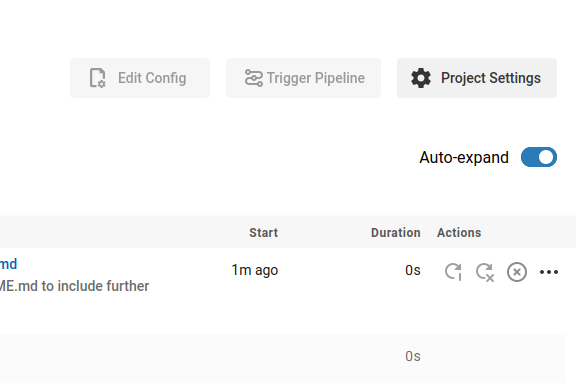 Edit Config
Trigger Pipeline
Project Settings
Auto-expand
Start Duration Actions
md
1m ago 0s
ME.md to include further
0s